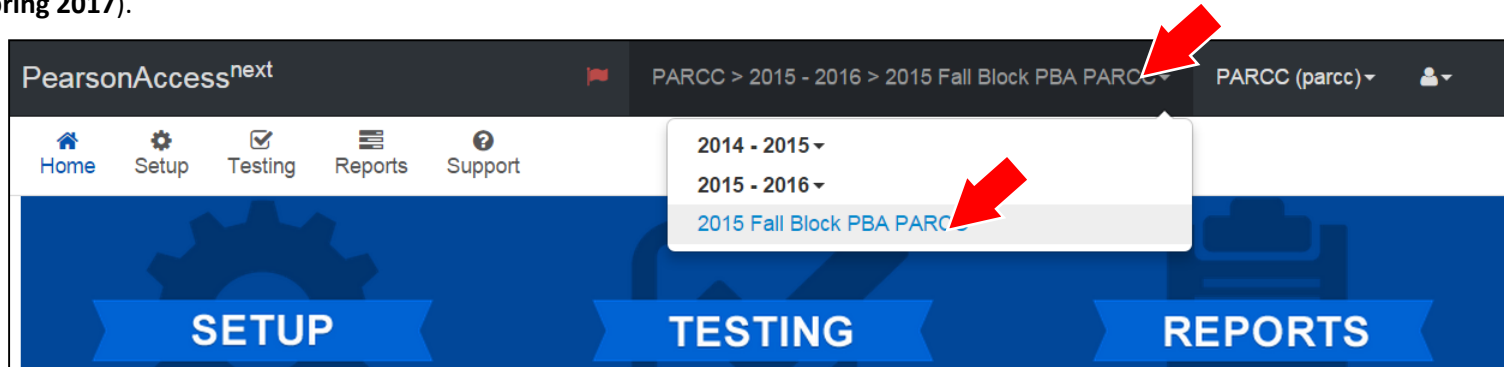 ring 2017).
PearsonAccessnext PARCC > 2015 - 2016 > 2015 Fall Block PBA PARCC PARCC (parcc)
Home Setup Testing Reports Support
2014 - 2015
2015 - 2016
2015 Fall Block PBA PARCC
SETUP TESTING REPORTS